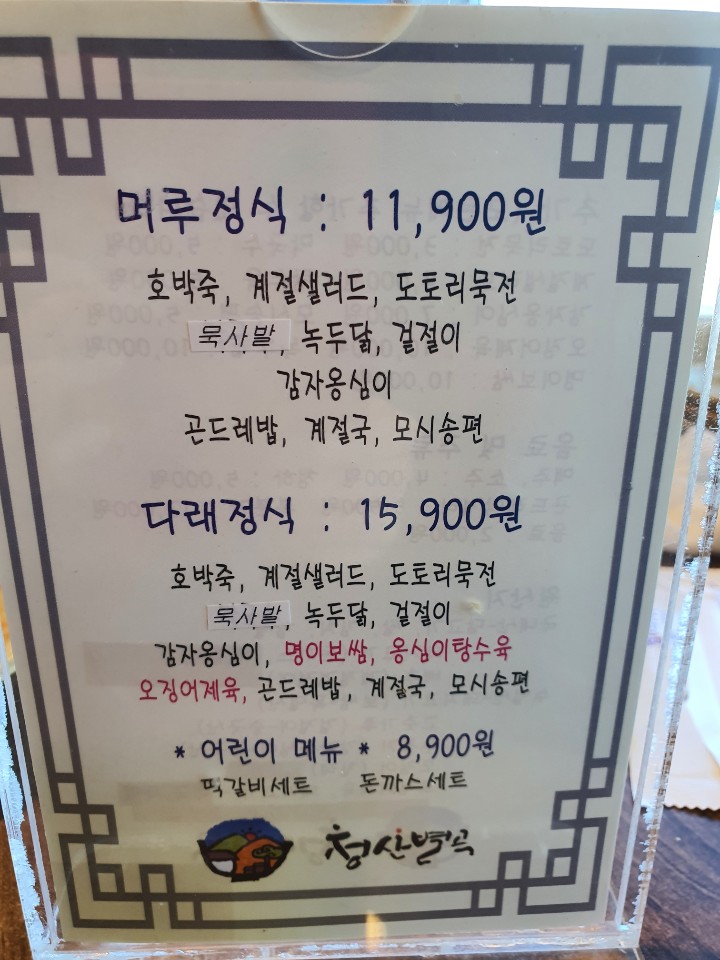 머루정식 : 11,900원
호박죽, 계절샐러드, 도토리묵전
묵사발, 녹두닭, 겉절이
감자옹심이
곤드레밥, 계절국, 모시송편
다래정식 : 15,900원
호박죽, 계절샐러드, 도토리묵전
묵사발, 녹두닭, 겉절이
감자옹심이, 명이보쌈, 옹심이탕수육
오징어제육, 곤드레밥, 계절국, 모시송편
* 어린이 메뉴 * 8,900원
떡갈비세트 돈까스세트
청산별곡